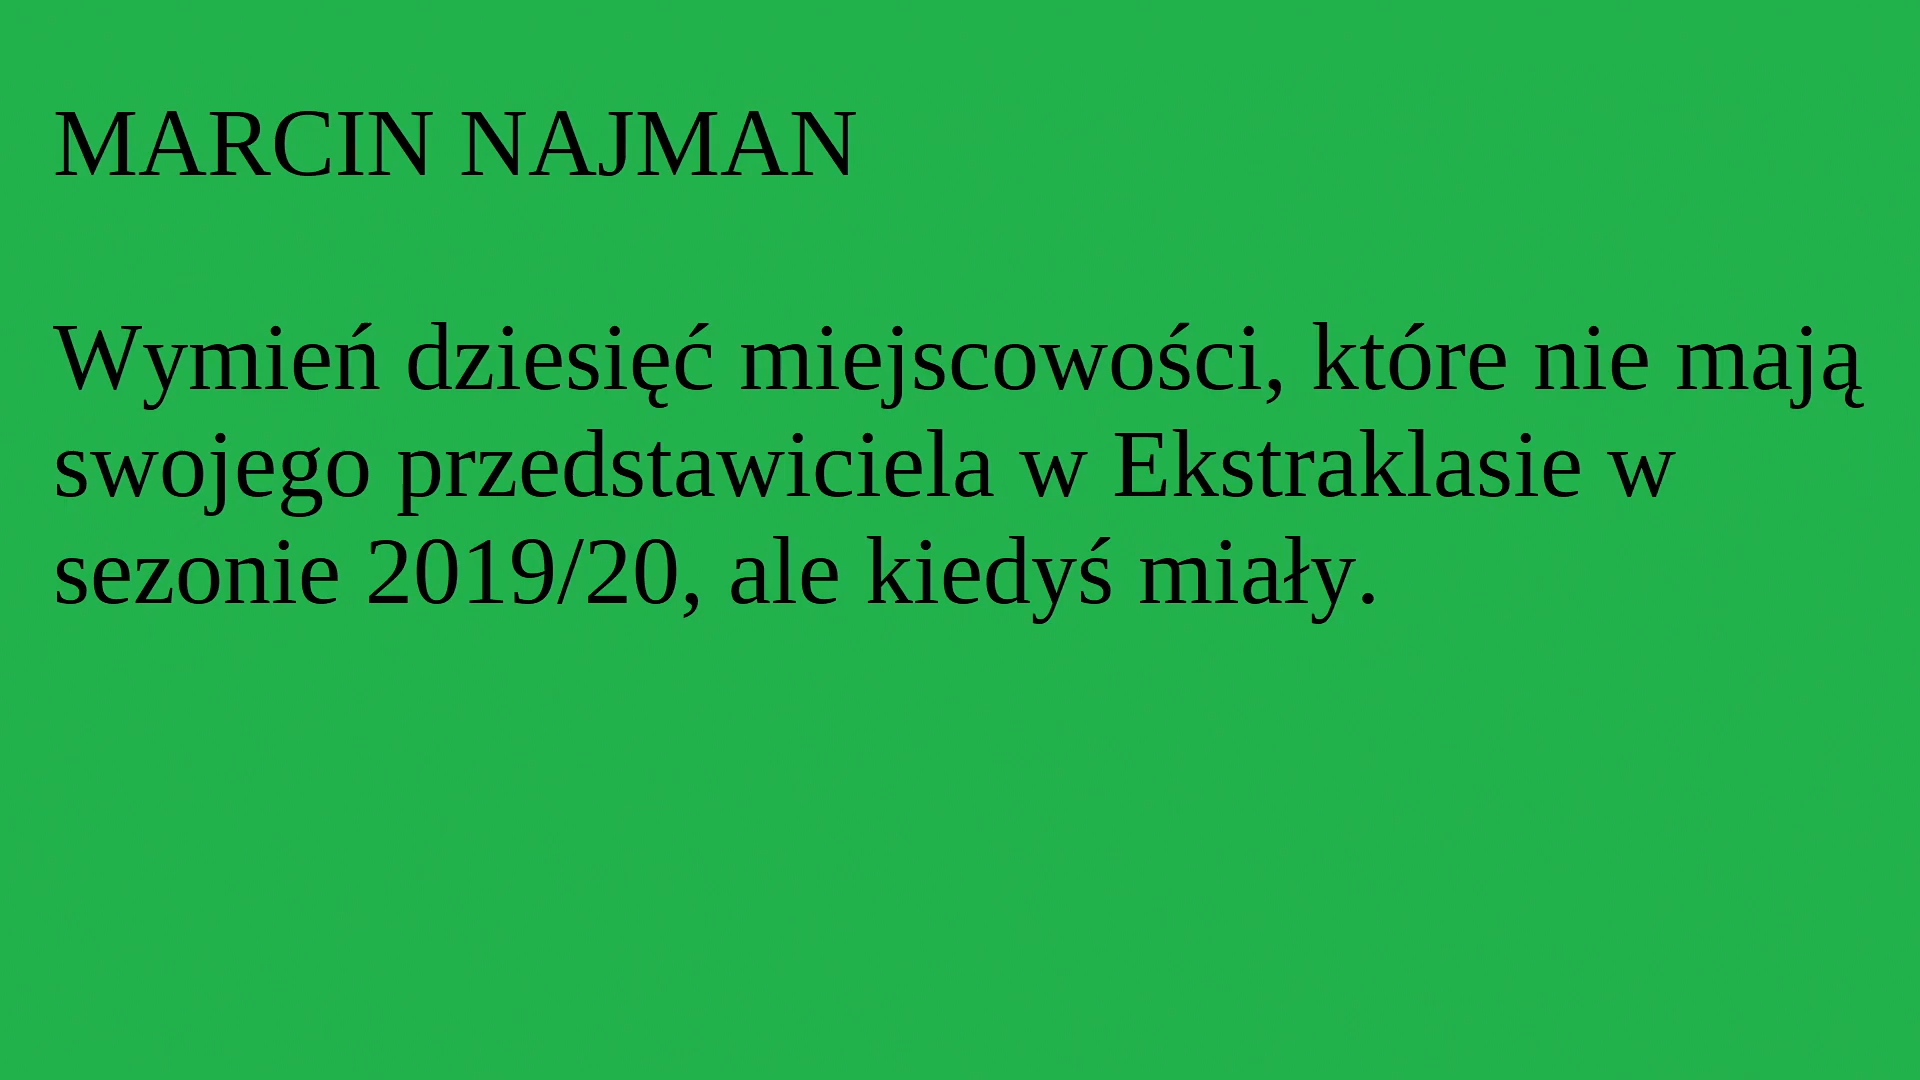 MARCIN NAJMAN
Wymień dziesięć miejscowości, które nie mają
swojego przedstawiciela w Ekstraklasie w
sezonie 2019/20, ale kiedyś miały.